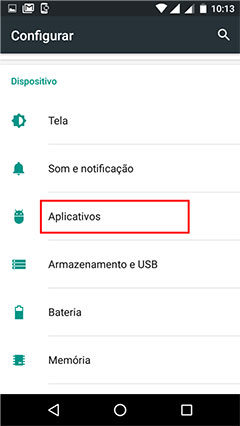 10:13
Configurar
Dispositivo
Tela
Som e notificação
Aplicativos
Armazenamento e USB
Bateria
Memória